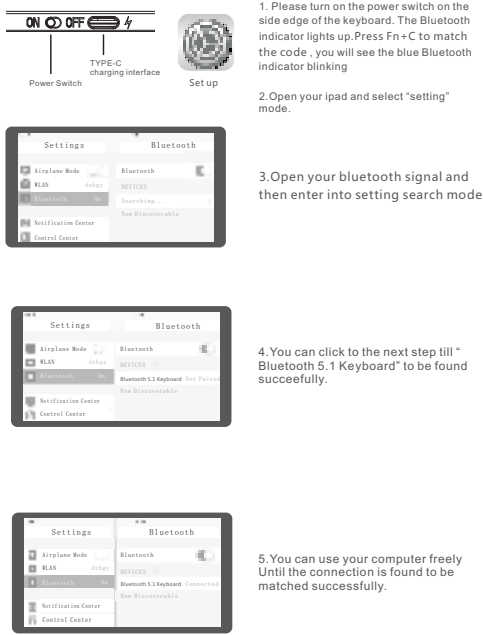 ON OFF
TYPE-C
charging interface
Power Switch
Set up
1. Please turn on the power switch on the
side edge of the keyboard. The Bluetooth
indicator lights up.Press Fn+C to match
the code , you will see the blue Bluetooth
indicator blinking
2.Open your ipad and select “setting”
mode.
Settings
Bluetooth
Airplane Mode
Bluetooth
WLAN dzhgy
DEVICES
Bluetooth On
Searching...
Now Discoverable
Notification Center
Control Center
3.Open your bluetooth signal and
then enter into setting search mode
Settings
Bluetooth
Airplane Mode
Bluetooth
WLAN dzhgy
DEVICES
Bluetooth On
Bluetooth 5.1 Keyboard Not Paired
Now Discoverable
Notification Center
Control Center
4.You can click to the next step till “
Bluetooth 5.1 Keyboard” to be found
succeefully.
Settings
Bluetooth
Airplane Mode
Bluetooth
WLAN dzhgy
DEVICES
Bluetooth On
Bluetooth 5.1 Keyboard Connected
Now Discoverable
Notification Center
Control Center
5.You can use your computer freely
Until the connection is found to be
matched successfully.